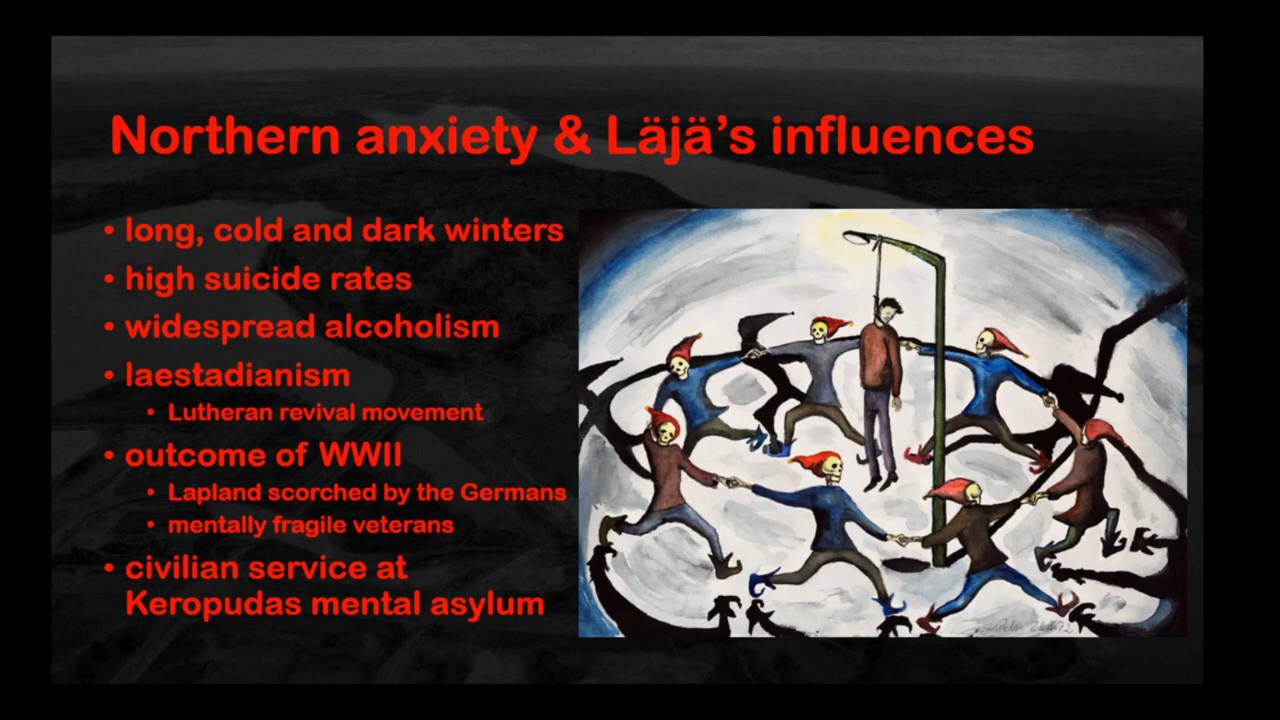 Northern anxiety & Läjä’s influences
• long, cold and dark winters
• high suicide rates
• widespread alcoholism
• laestadianism
• Lutheran revival movement
• outcome of WWII
• Lapland scorched by the Germans
• mentally fragile veterans
• civilian service at
Keropudas mental asylum